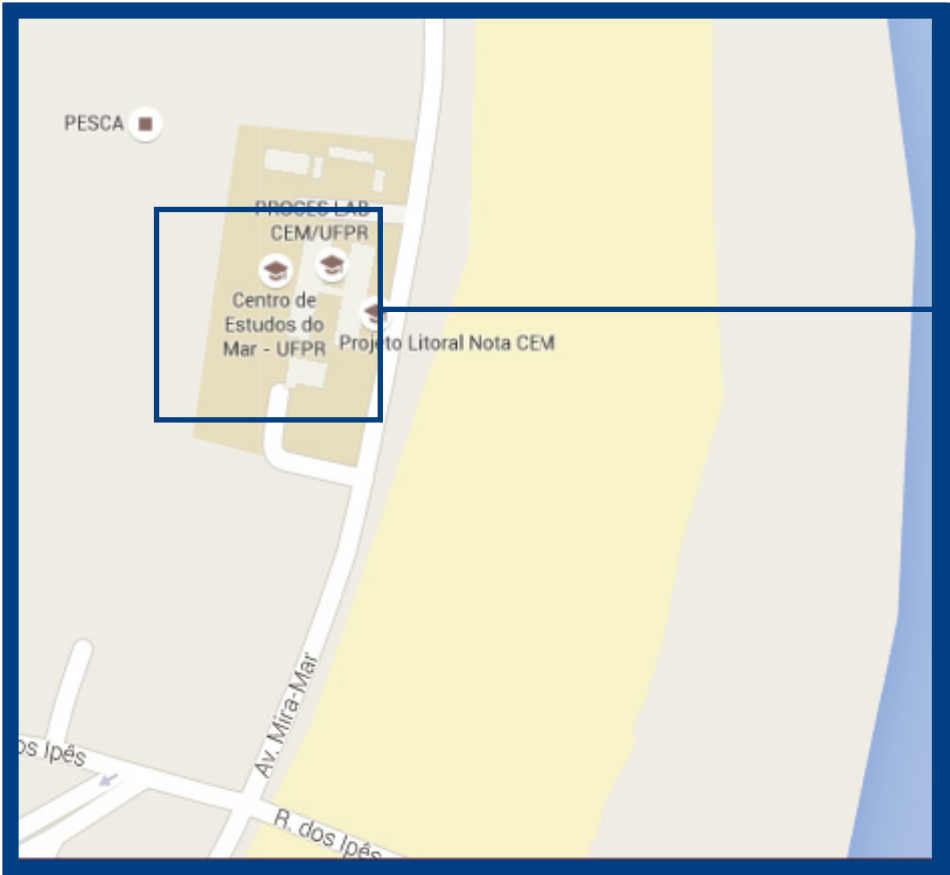 PESCA
PROCES LAB
CEM/UFPR
Centro de
Estudos do
Mar - UFPR
Projeto Litoral Nota CEM
Av. Mira-Mar
os Ipês
R. dos Ipês